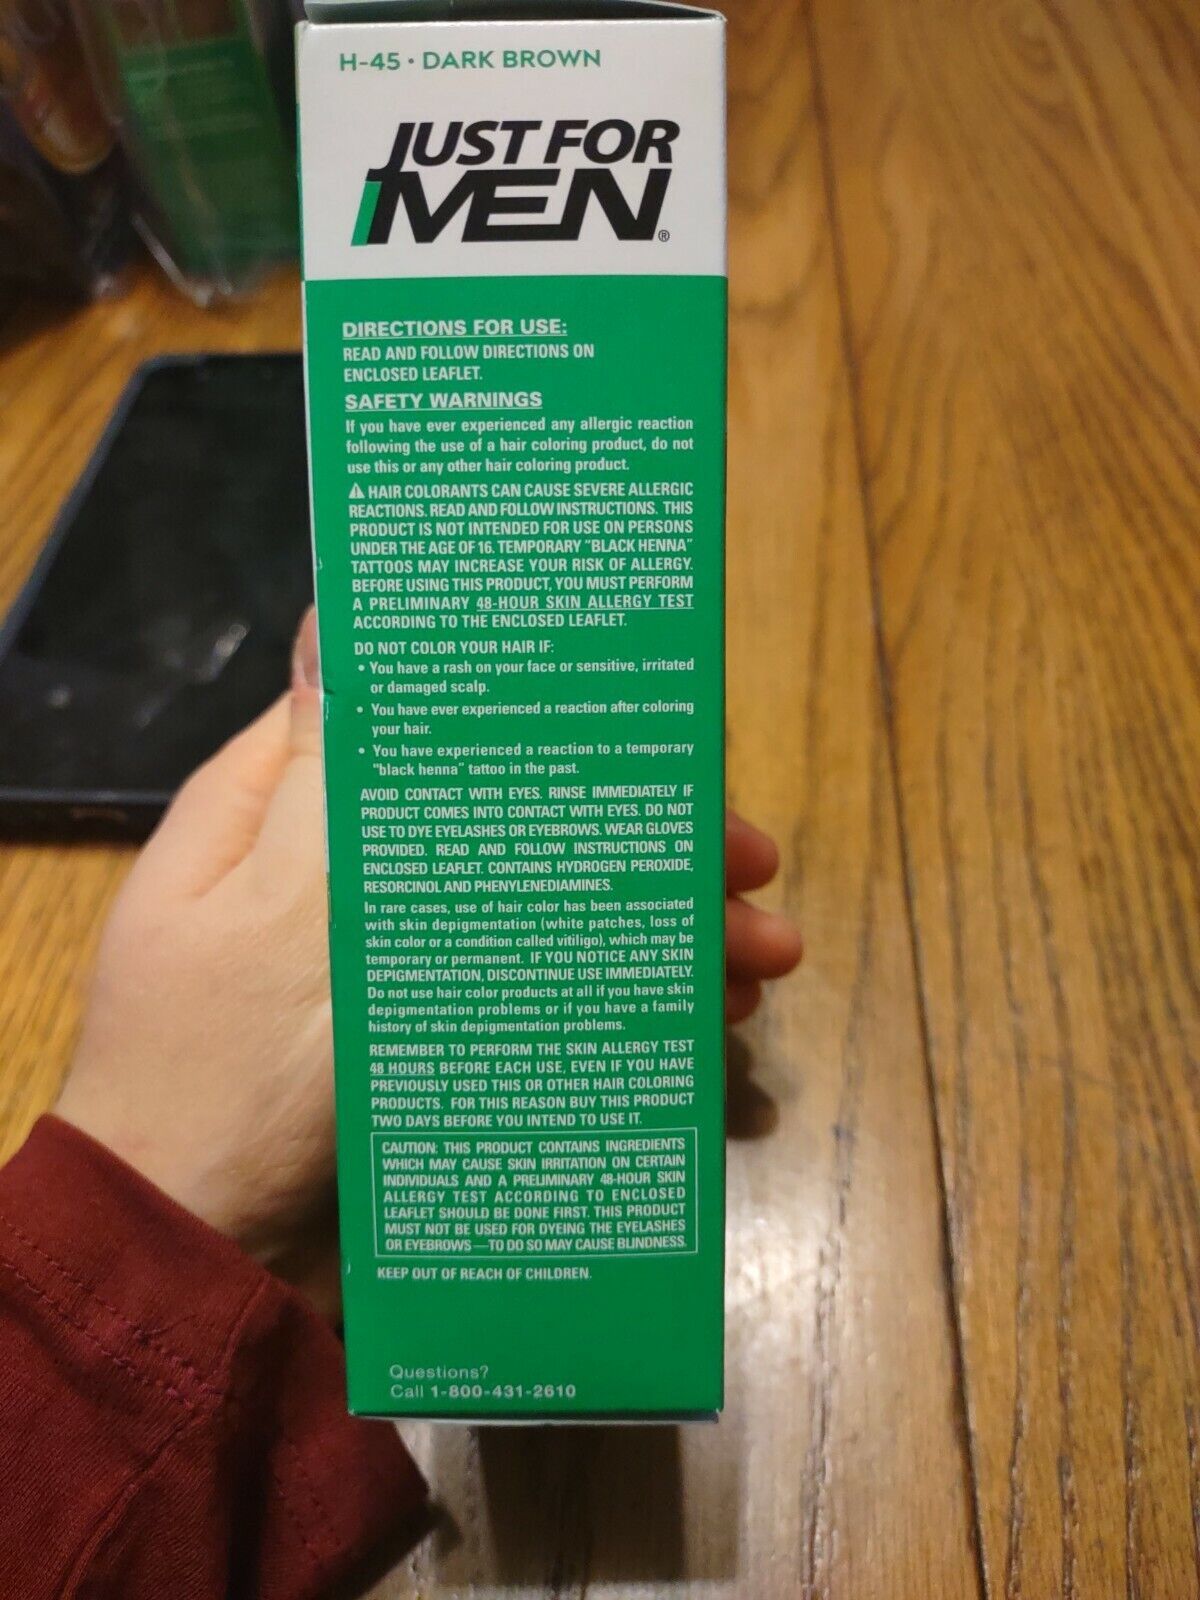 H-45 • DARK BROWN
JUST FOR
MEN®
DIRECTIONS FOR USE:
READ AND FOLLOW DIRECTIONS ON
ENCLOSED LEAFLET.
SAFETY WARNINGS
If you have ever experienced any allergic reaction
following the use of a hair coloring product, do not
use this or any other hair coloring product.
⚠ HAIR COLORANTS CAN CAUSE SEVERE ALLERGIC
REACTIONS. READ AND FOLLOW INSTRUCTIONS. THIS
PRODUCT IS NOT INTENDED FOR USE ON PERSONS
UNDER THE AGE OF 16. TEMPORARY "BLACK HENNA"
TATTOOS MAY INCREASE YOUR RISK OF ALLERGY.
BEFORE USING THIS PRODUCT, YOU MUST PERFORM
A PRELIMINARY 48-HOUR SKIN ALLERGY TEST
ACCORDING TO THE ENCLOSED LEAFLET.
DO NOT COLOR YOUR HAIR IF:
• You have a rash on your face or sensitive, irritated
or damaged scalp.
• You have ever experienced a reaction after coloring
your hair.
• You have experienced a reaction to a temporary
"black henna" tattoo in the past.
AVOID CONTACT WITH EYES. RINSE IMMEDIATELY IF
PRODUCT COMES INTO CONTACT WITH EYES. DO NOT
USE TO DYE EYELASHES OR EYEBROWS. WEAR GLOVES
PROVIDED. READ AND FOLLOW INSTRUCTIONS ON
ENCLOSED LEAFLET. CONTAINS HYDROGEN PEROXIDE,
RESORCINOL AND PHENYLENEDIAMINES.
In rare cases, use of hair color has been associated
with skin depigmentation (white patches, loss of
skin color or a condition called vitiligo), which may be
temporary or permanent. IF YOU NOTICE ANY SKIN
DEPIGMENTATION, DISCONTINUE USE IMMEDIATELY.
Do not use hair color products at all if you have skin
depigmentation problems or if you have a family
history of skin depigmentation problems.
REMEMBER TO PERFORM THE SKIN ALLERGY TEST
48 HOURS BEFORE EACH USE, EVEN IF YOU HAVE
PREVIOUSLY USED THIS OR OTHER HAIR COLORING
PRODUCTS. FOR THIS REASON BUY THIS PRODUCT
TWO DAYS BEFORE YOU INTEND TO USE IT.
CAUTION: THIS PRODUCT CONTAINS INGREDIENTS
WHICH MAY CAUSE SKIN IRRITATION ON CERTAIN
INDIVIDUALS AND A PRELIMINARY 48-HOUR SKIN
ALLERGY TEST ACCORDING TO ENCLOSED
LEAFLET SHOULD BE DONE FIRST. THIS PRODUCT
MUST NOT BE USED FOR DYEING THE EYELASHES
OR EYEBROWS—TO DO SO MAY CAUSE BLINDNESS.
KEEP OUT OF REACH OF CHILDREN.
Questions?
Call 1-800-431-2610